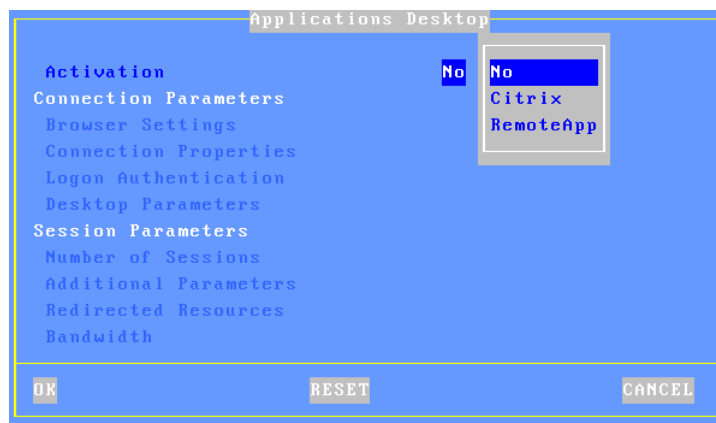 Applications Desktop
Activation No No
Connection Parameters Citrix
Browser Settings RemoteApp
Connection Properties
Logon Authentication
Desktop Parameters
Session Parameters
Number of Sessions
Additional Parameters
Redirected Resources
Bandwidth
OK RESET CANCEL